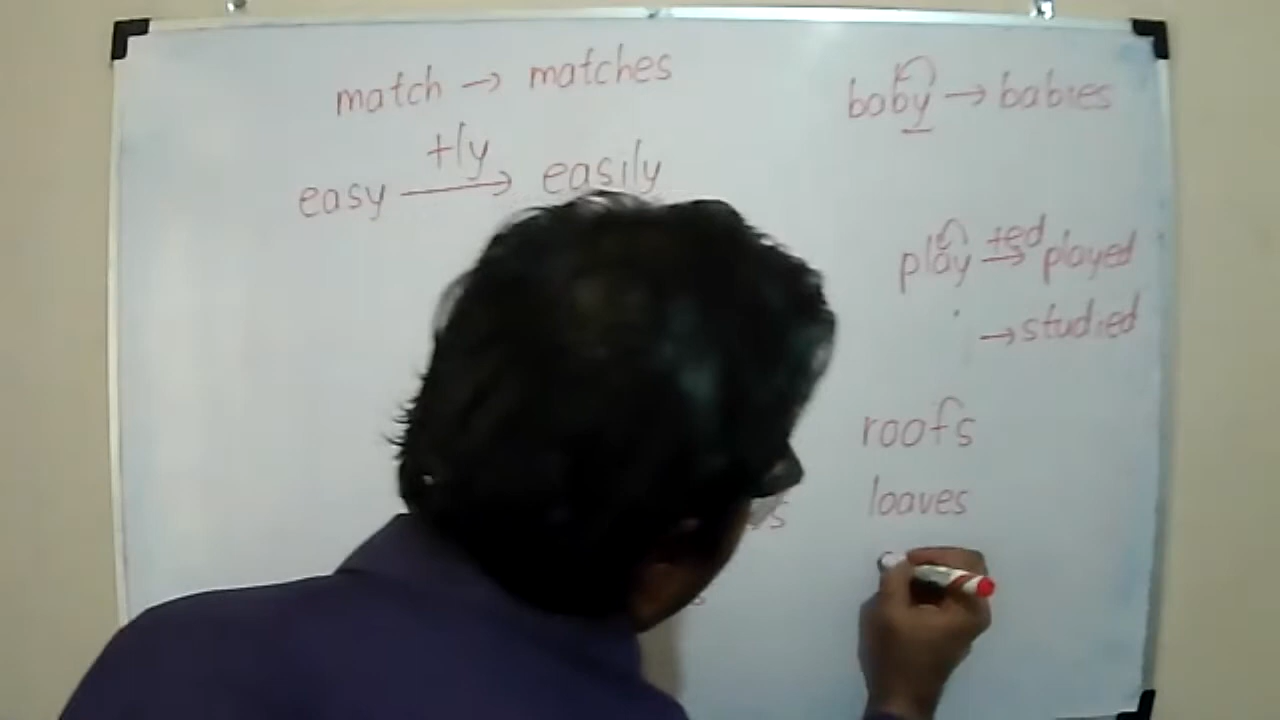 match → matches
+ly
easy → easily
baby → babies
+ed
play → played
→ studied
roofs
loaves